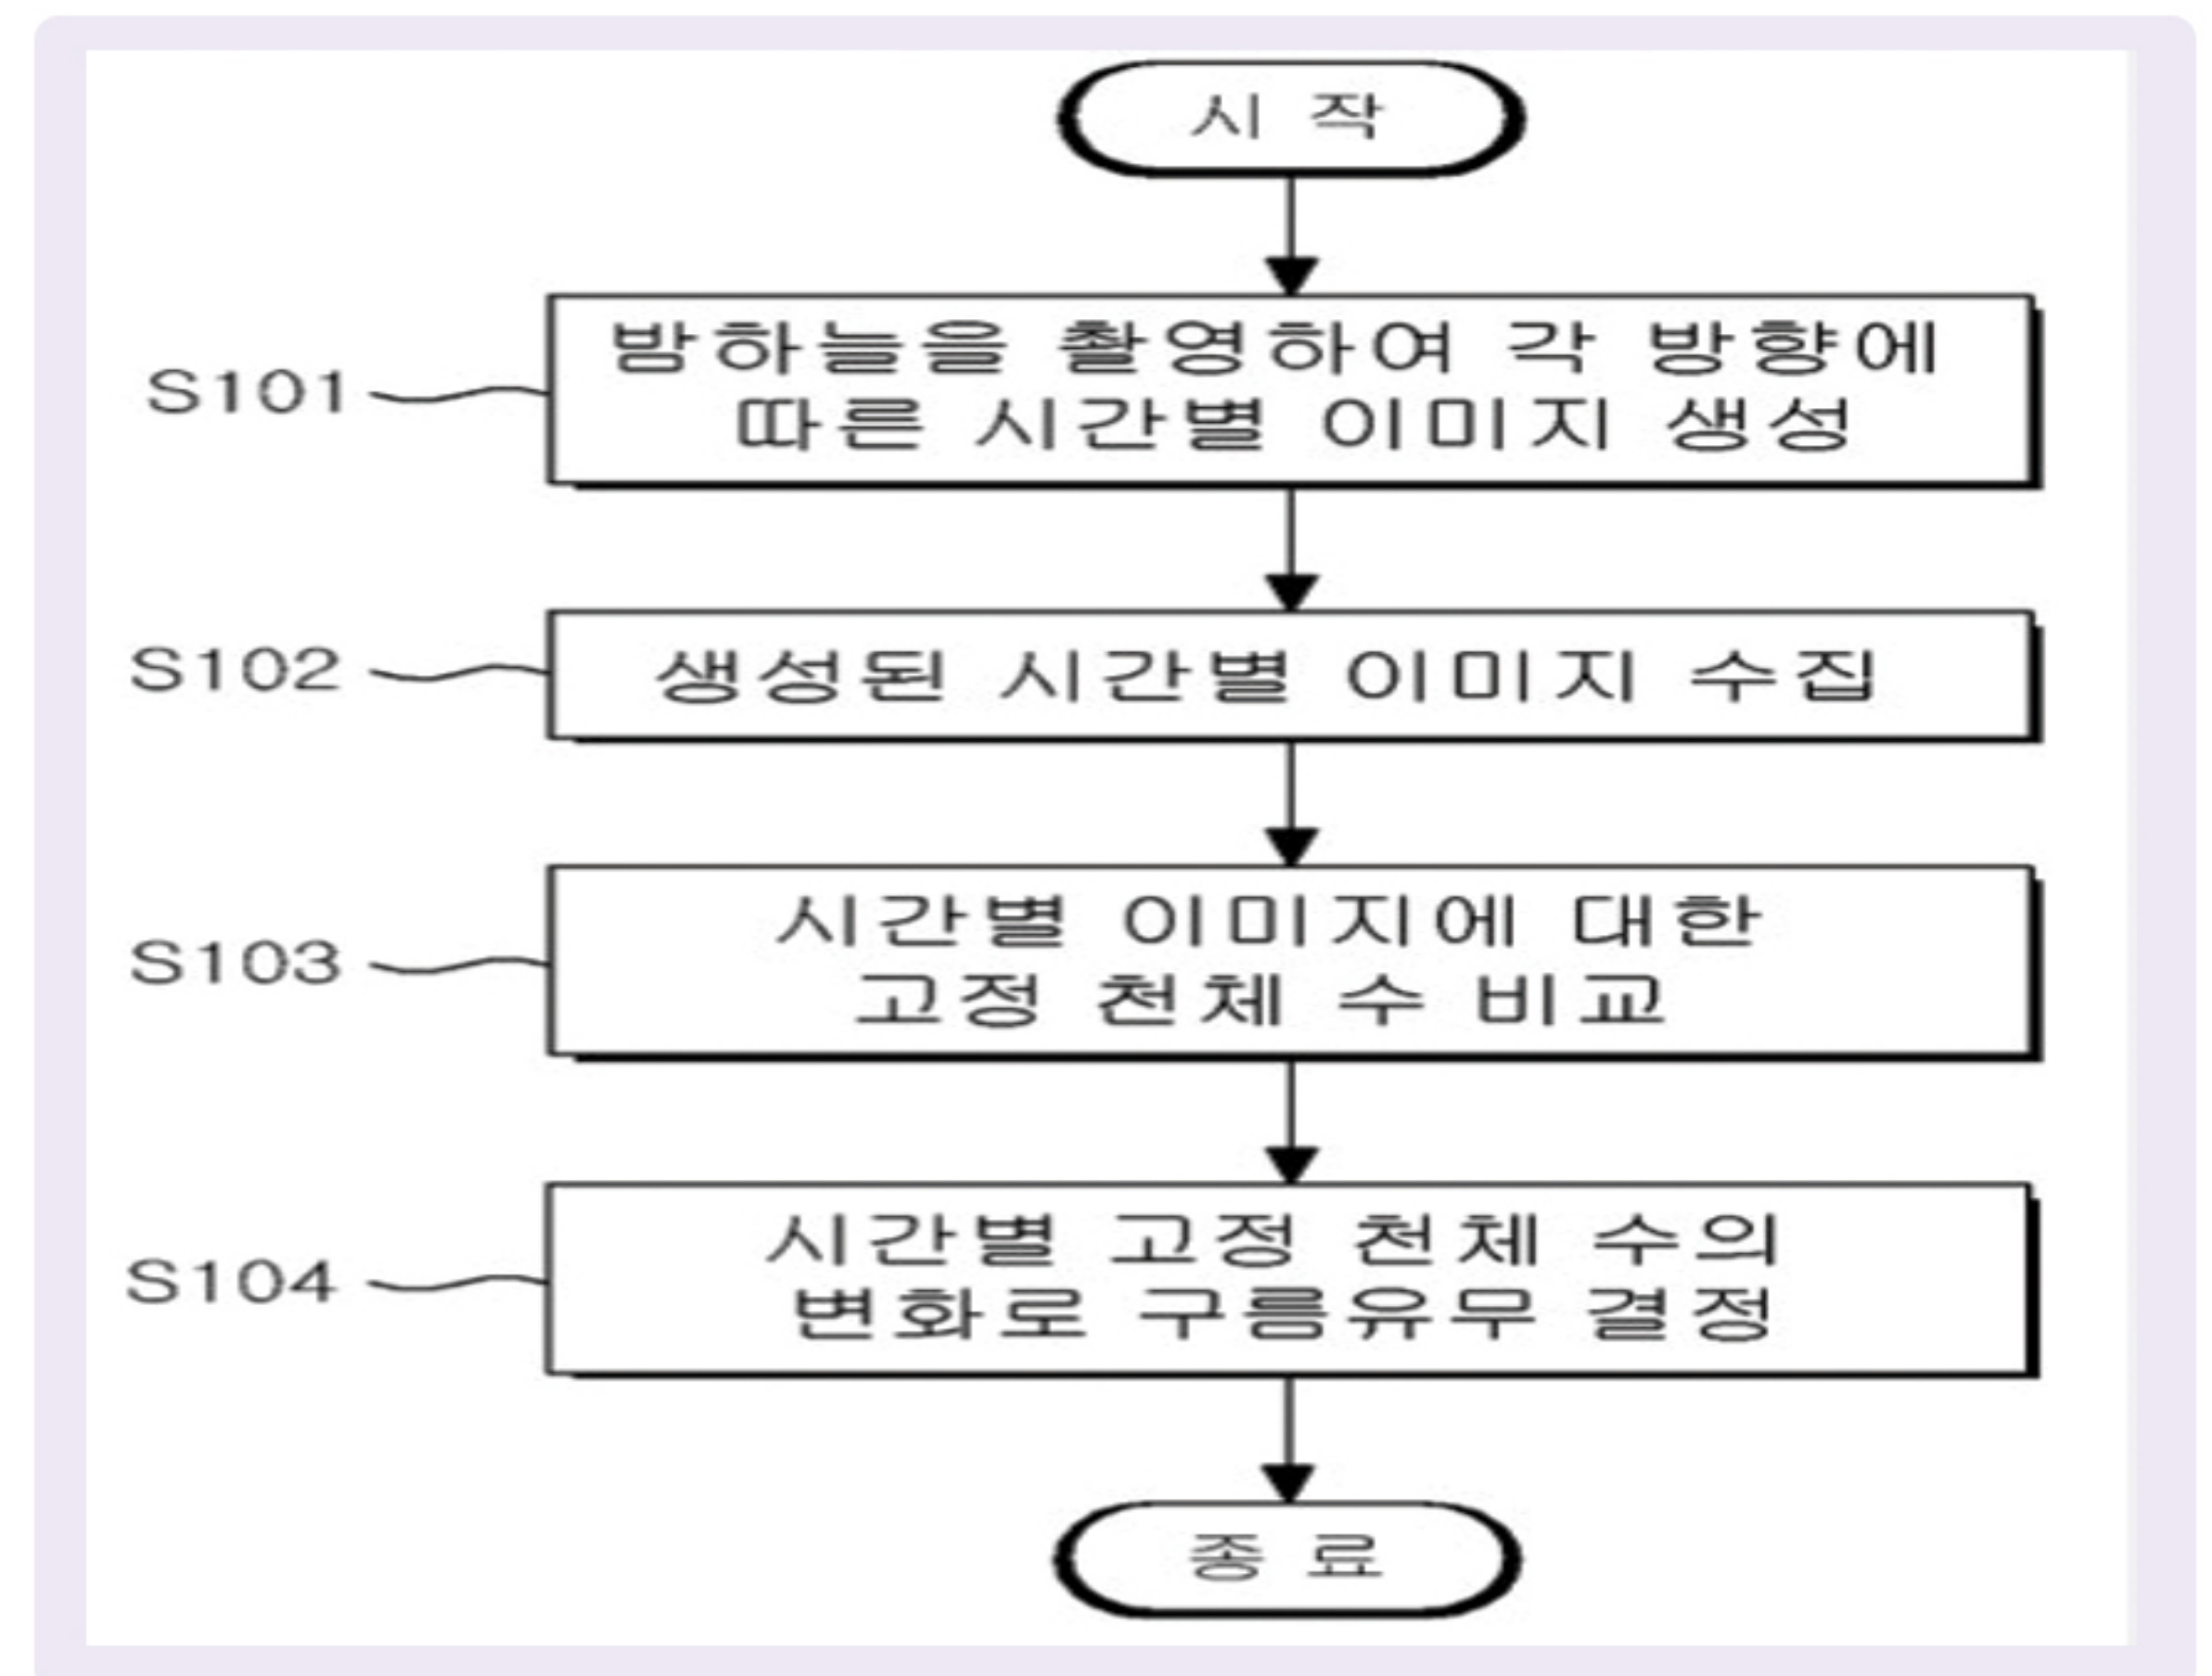 시 작
S101
밤하늘을 촬영하여 각 방향에
따른 시간별 이미지 생성
S102
생성된 시간별 이미지 수집
S103
시간별 이미지에 대한
고정 천체 수 비교
S104
시간별 고정 천체 수의
변화로 구름유무 결정
종 료